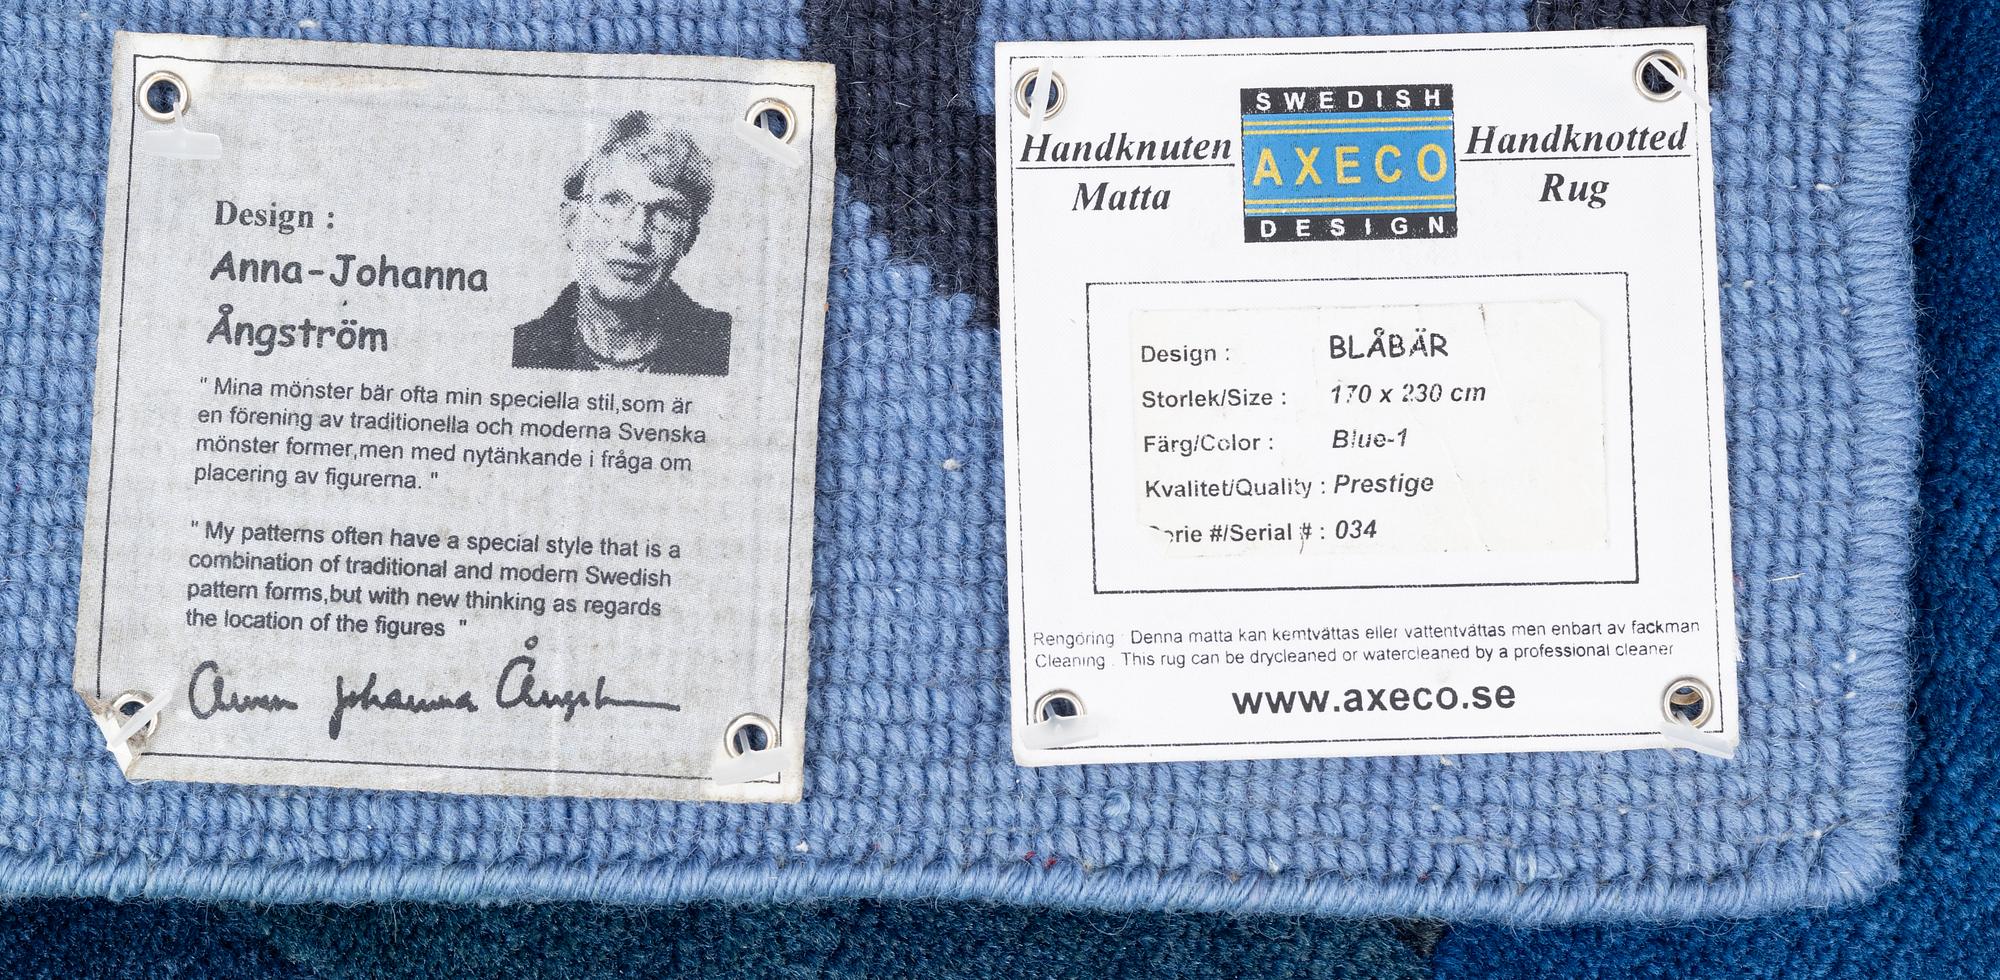 Design :
Anna-Johanna
Ångström
" Mina mönster bär ofta min speciella stil,som är
en förening av traditionella och moderna Svenska
mönster former,men med nytänkande i fråga om
placering av figurerna. "
" My patterns often have a special style that is a
combination of traditional and modern Swedish
pattern forms,but with new thinking as regards
the location of the figures "
Anna Johanna Ångström
Handknuten
Matta
SWEDISH
AXECO
DESIGN
Handknotted
Rug
Design : BLÅBÄR
Storlek/Size : 170 x 230 cm
Färg/Color : Blue-1
Kvalitet/Quality : Prestige
Serie #/Serial # : 034
Rengöring : Denna matta kan kemtvättas eller vattentvättas men enbart av fackman
Cleaning : This rug can be drycleaned or watercleaned by a professional cleaner
www.axeco.se